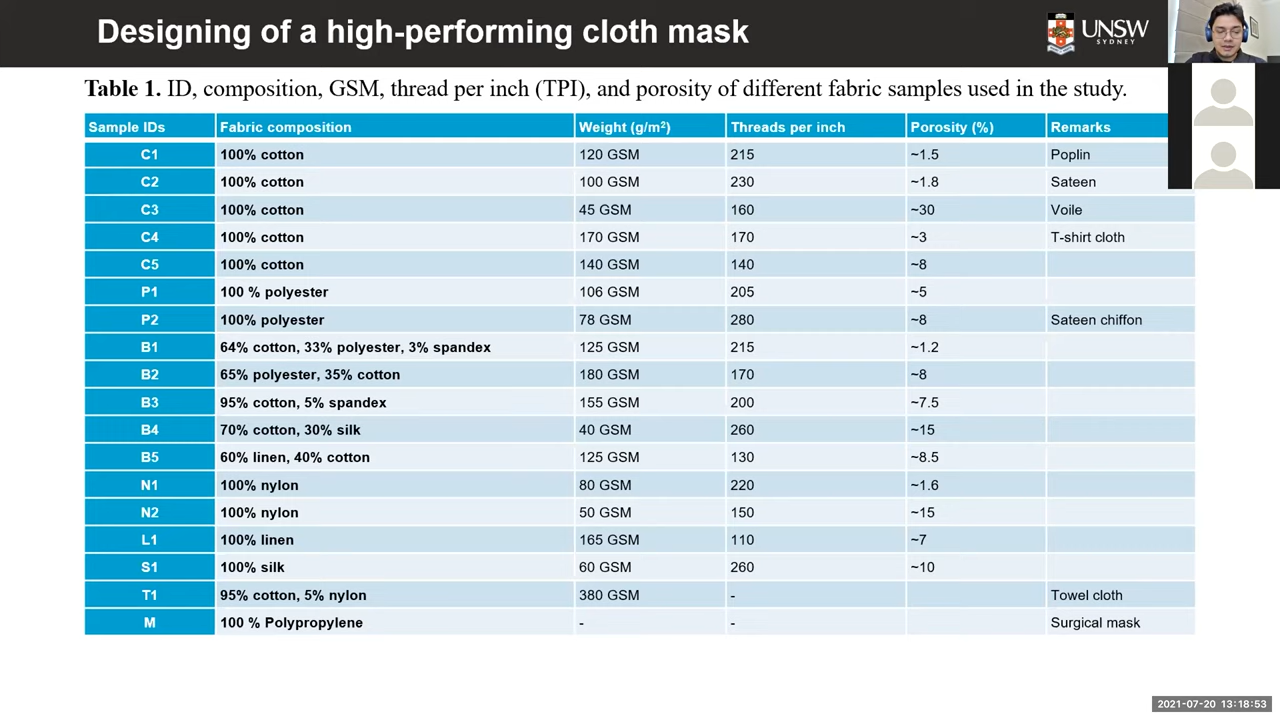 Designing of a high-performing cloth mask
UNSW
SYDNEY
Table 1. ID, composition, GSM, thread per inch (TPI), and porosity of different fabric samples used in the study.
Sample IDs Fabric composition Weight (g/m²) Threads per inch Porosity (%) Remarks
C1 100% cotton 120 GSM 215 ~1.5 Poplin
C2 100% cotton 100 GSM 230 ~1.8 Sateen
C3 100% cotton 45 GSM 160 ~30 Voile
C4 100% cotton 170 GSM 170 ~3 T-shirt cloth
C5 100% cotton 140 GSM 140 ~8
P1 100 % polyester 106 GSM 205 ~5
P2 100% polyester 78 GSM 280 ~8 Sateen chiffon
B1 64% cotton, 33% polyester, 3% spandex 125 GSM 215 ~1.2
B2 65% polyester, 35% cotton 180 GSM 170 ~8
B3 95% cotton, 5% spandex 155 GSM 200 ~7.5
B4 70% cotton, 30% silk 40 GSM 260 ~15
B5 60% linen, 40% cotton 125 GSM 130 ~8.5
N1 100% nylon 80 GSM 220 ~1.6
N2 100% nylon 50 GSM 150 ~15
L1 100% linen 165 GSM 110 ~7
S1 100% silk 60 GSM 260 ~10
T1 95% cotton, 5% nylon 380 GSM - Towel cloth
M 100 % Polypropylene - - Surgical mask
2021-07-20 13:18:53